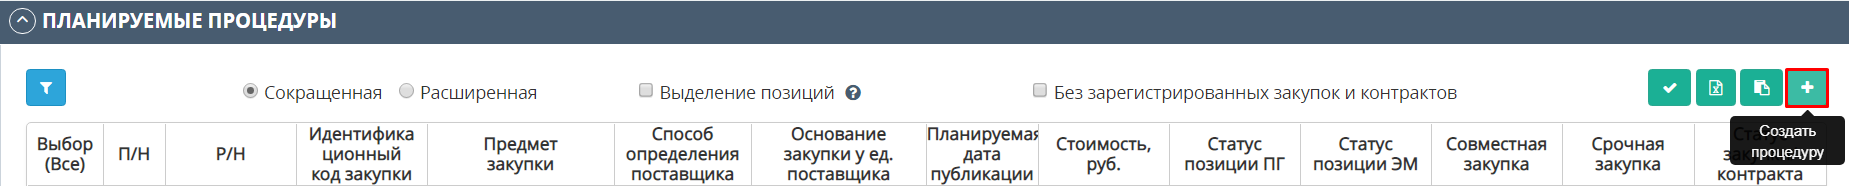 ПЛАНИРУЕМЫЕ ПРОЦЕДУРЫ
Сокращенная Расширенная Выделение позиций ? Без зарегистрированных закупок и контрактов
Создать
процедуру
Выбор
(Все)
П/Н
Р/Н
Идентифика
ционный
код закупки
Предмет
закупки
Способ
определения
поставщика
Основание
закупки у ед.
поставщика
Планируемая
дата
публикации
Стоимость,
руб.
Статус
позиции ПГ
Статус
позиции ЭМ
Совместная
закупка
Срочная
закупка
контракта